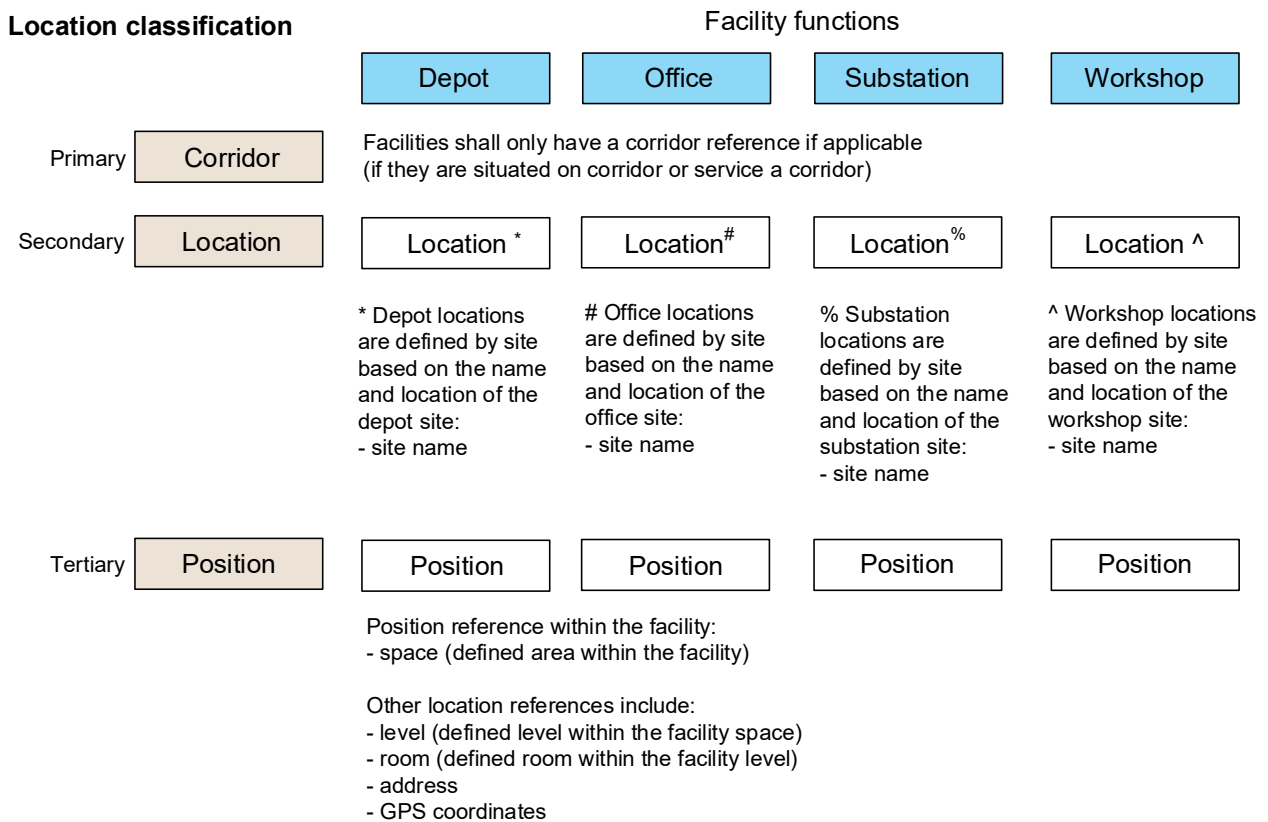 Location classification
Facility functions
Depot
Office
Substation
Workshop
Primary
Corridor
Facilities shall only have a corridor reference if applicable
(if they are situated on corridor or service a corridor)
Secondary
Location
Location *
Location#
Location%
Location ^
* Depot locations
are defined by site
based on the name
and location of the
depot site:
- site name
# Office locations
are defined by site
based on the name
and location of the
office site:
- site name
% Substation
locations are
defined by site
based on the name
and location of the
substation site:
- site name
^ Workshop locations
are defined by site
based on the name
and location of the
workshop site:
- site name
Tertiary
Position
Position
Position
Position
Position
Position reference within the facility:
- space (defined area within the facility)
Other location references include:
- level (defined level within the facility space)
- room (defined room within the facility level)
- address
- GPS coordinates